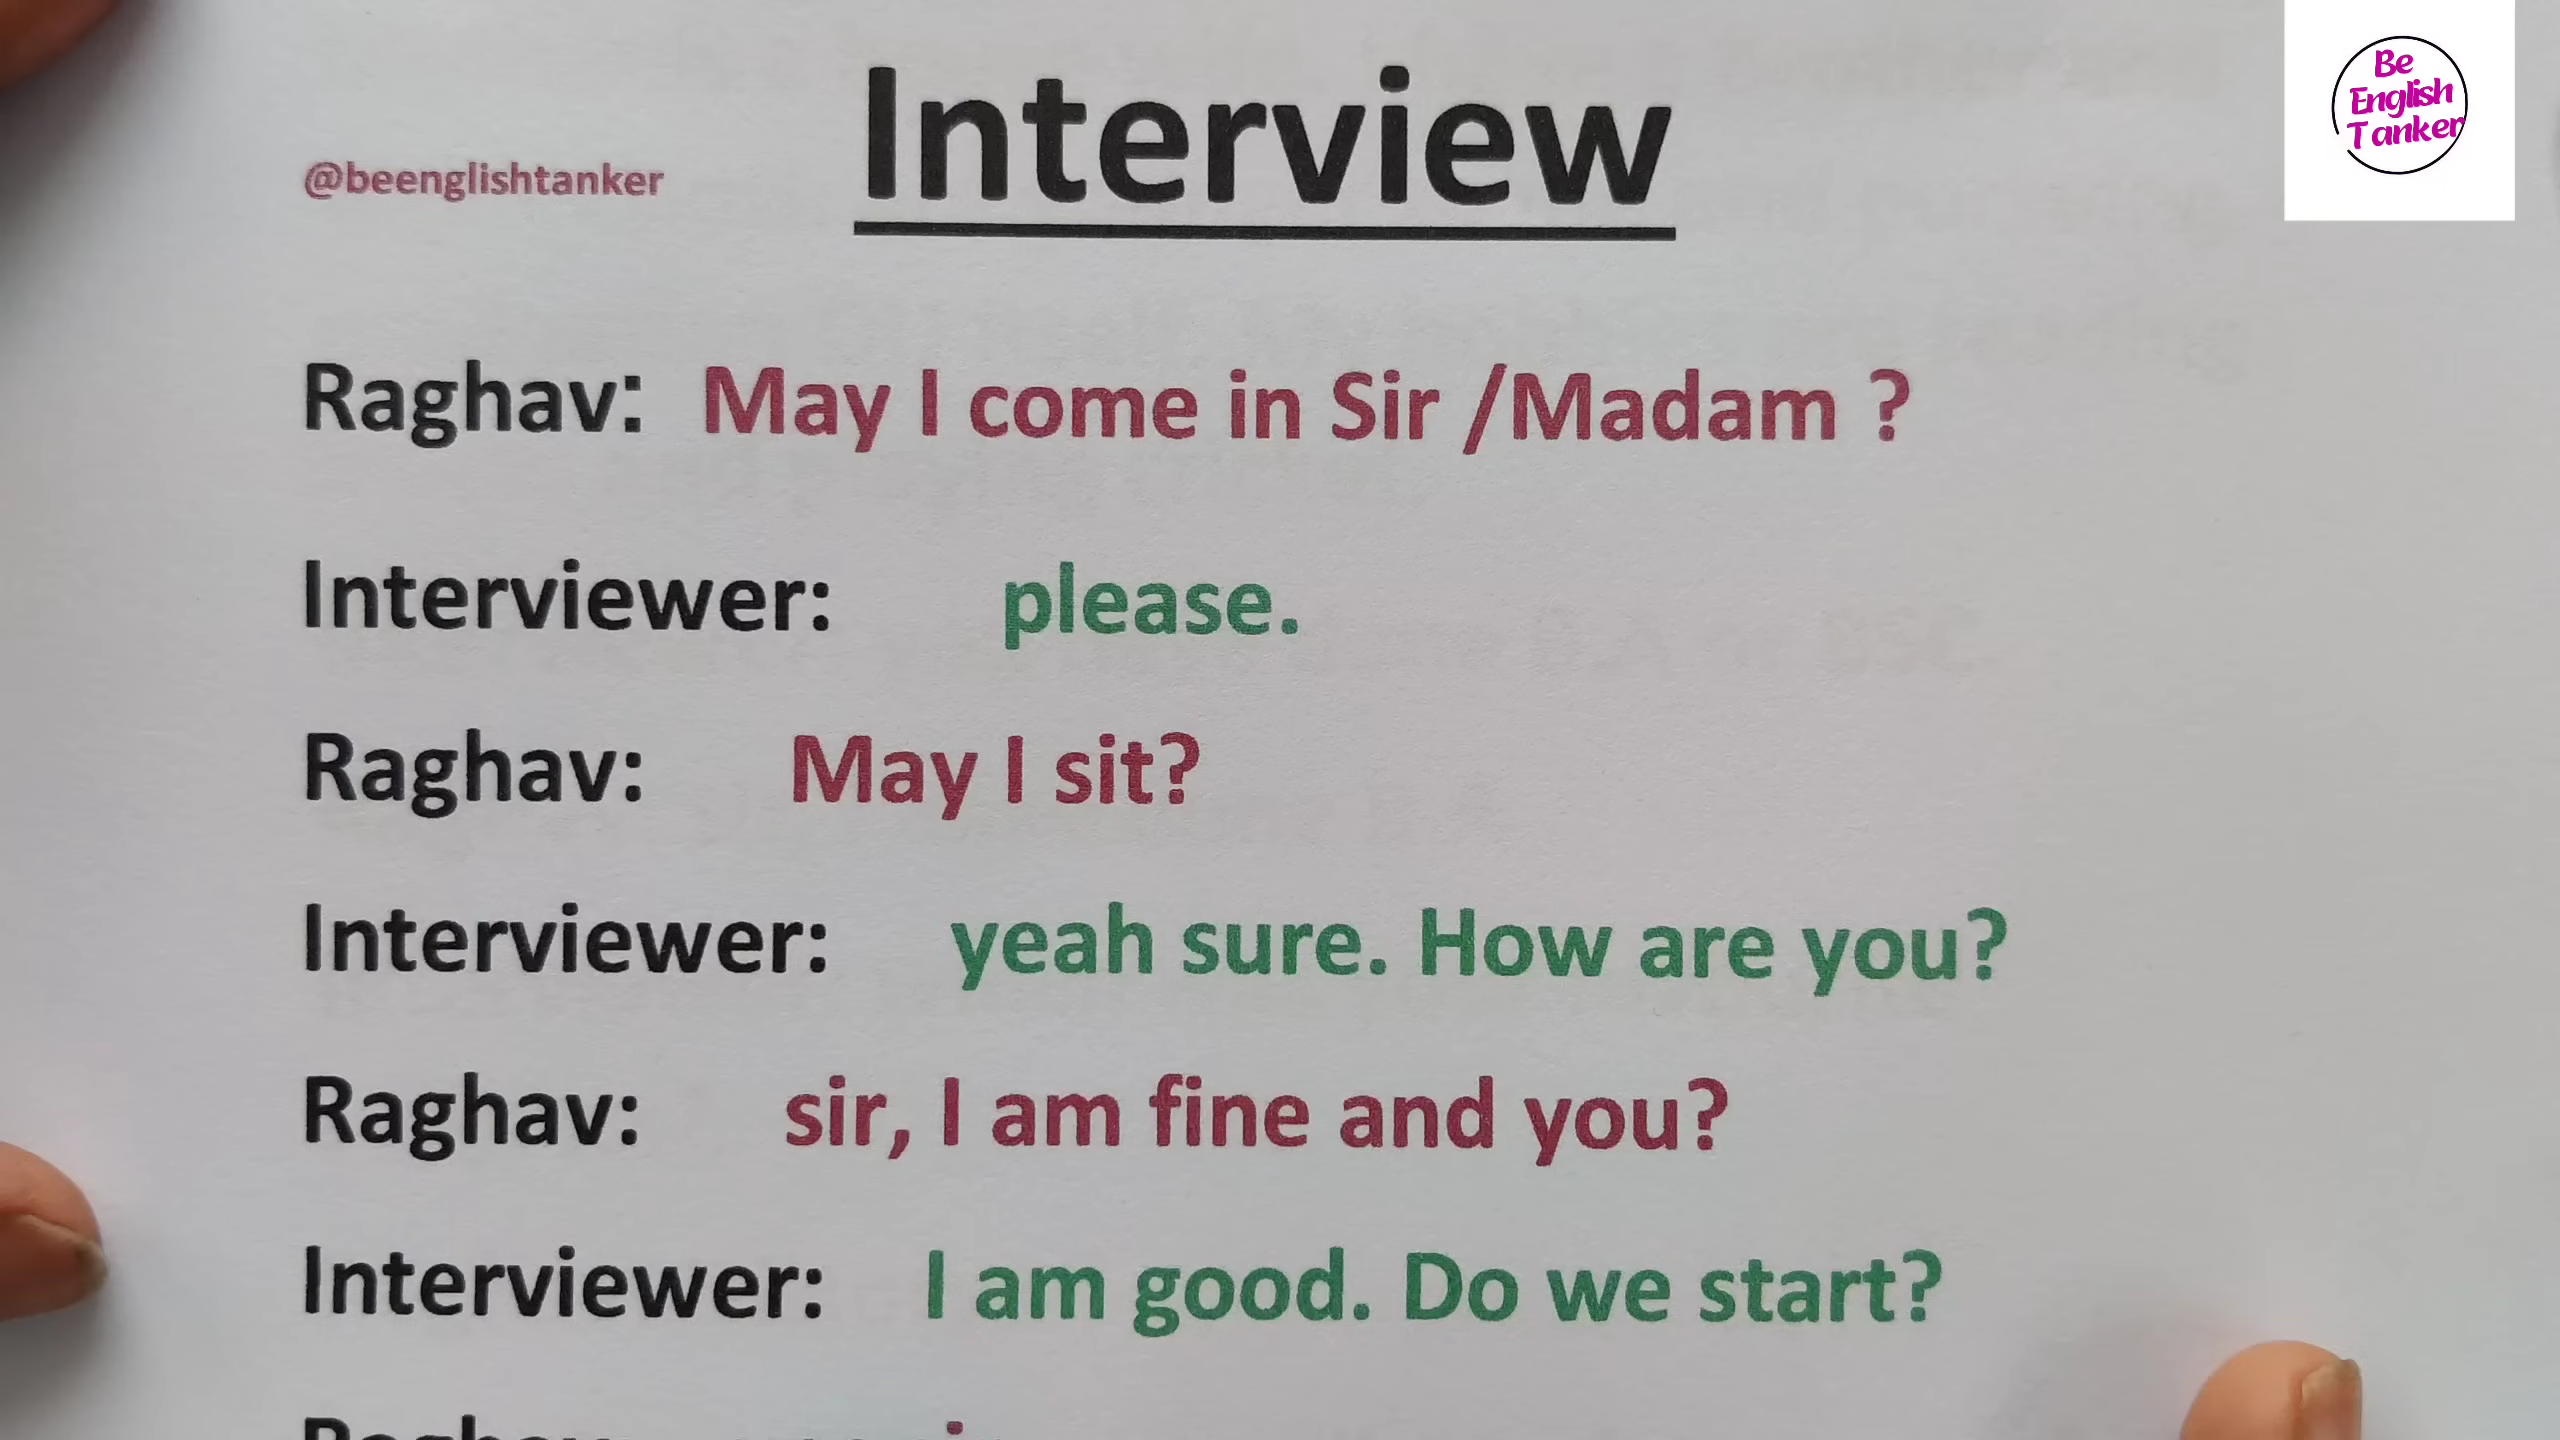 Be
English
Tanker
Interview
@beenglishtanker
Raghav: May I come in Sir /Madam ?
Interviewer: please.
Raghav: May I sit?
Interviewer: yeah sure. How are you?
Raghav: sir, I am fine and you?
Interviewer: I am good. Do we start?
Raghav: